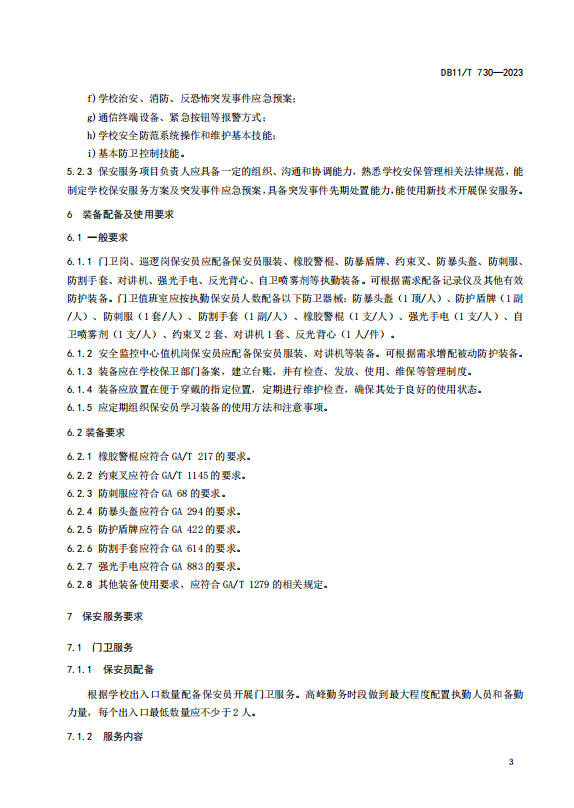 DB11/T 730—2023
f)学校治安、消防、反恐怖突发事件应急预案；
g)通信终端设备、紧急按钮等报警方式；
h)学校安全防范系统操作和维护基本技能；
i)基本防卫控制技能。
5.2.3 保安服务项目负责人应具备一定的组织、沟通和协调能力，熟悉学校安保管理相关法律规范，能
制定学校保安服务方案及突发事件应急预案，具备突发事件先期处置能力，能使用新技术开展保安服务。
6 装备配备及使用要求
6.1 一般要求
6.1.1 门卫岗、巡逻岗保安员应配备保安员服装、橡胶警棍、防暴盾牌、约束叉、防暴头盔、防刺服、
防割手套、对讲机、强光手电、反光背心、自卫喷雾剂等执勤装备。可根据需求配备记录仪及其他有效
防护装备。门卫值班室应按执勤保安员人数配备以下防卫器械：防暴头盔（1顶/人）、防护盾牌（1副
/人）、防刺服（1套/人）、防割手套（1副/人）、橡胶警棍（1支/人）、强光手电（1支/人）、自
卫喷雾剂（1支/人）、约束叉2套、对讲机1套、反光背心（1人/件）。
6.1.2 安全监控中心值机岗保安员应配备保安员服装、对讲机等装备。可根据需求增配被动防护装备。
6.1.3 装备应在学校保卫部门备案，建立台账，并有检查、发放、使用、维保等管理制度。
6.1.4 装备应放置在便于穿戴的指定位置，定期进行维护检查，确保其处于良好的使用状态。
6.1.5 应定期组织保安员学习装备的使用方法和注意事项。
6.2 装备要求
6.2.1 橡胶警棍应符合 GA/T 217 的要求。
6.2.2 约束叉应符合 GA/T 1145 的要求。
6.2.3 防刺服应符合 GA 68 的要求。
6.2.4 防暴头盔应符合 GA 294 的要求。
6.2.5 防护盾牌应符合 GA 422 的要求。
6.2.6 防割手套应符合 GA 614 的要求。
6.2.7 强光手电应符合 GA 883 的要求。
6.2.8 其他装备使用要求，应符合 GA/T 1279 的相关规定。
7 保安服务要求
7.1 门卫服务
7.1.1 保安员配备
根据学校出入口数量配备保安员开展门卫服务。高峰勤务时段做到最大程度配置执勤人员和备勤
力量，每个出入口最低数量应不少于 2 人。
7.1.2 服务内容
3